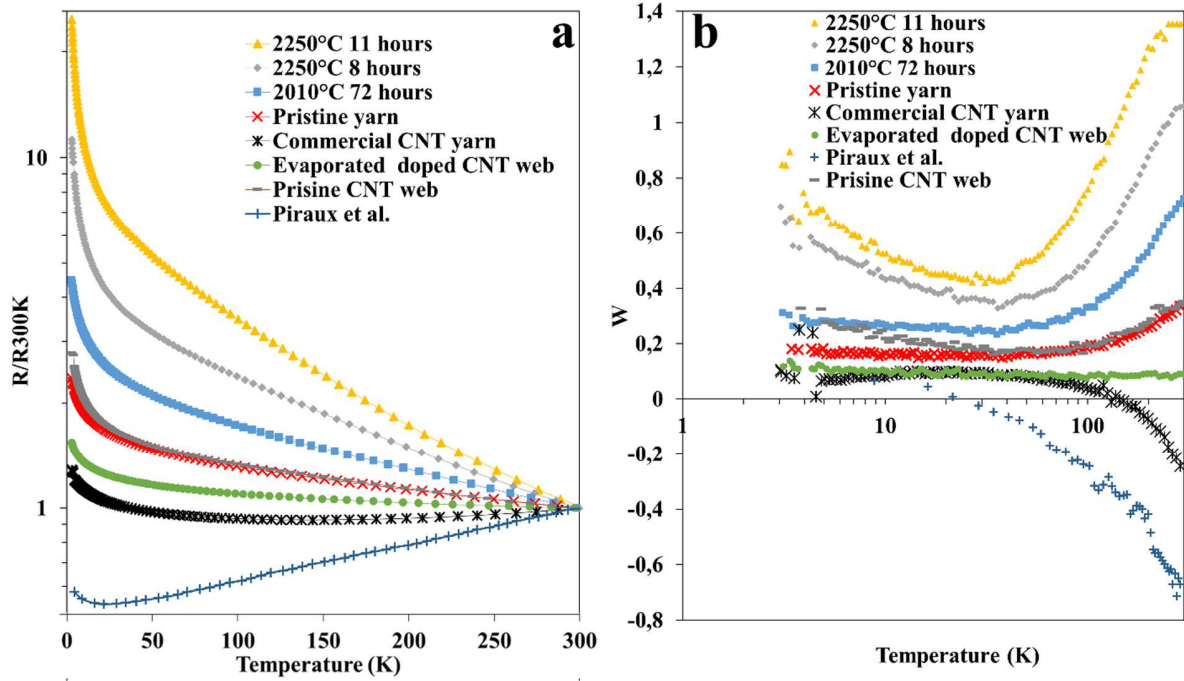 a
2250°C 11 hours
2250°C 8 hours
2010°C 72 hours
Pristine yarn
Commercial CNT yarn
Evaporated doped CNT web
Prisine CNT web
Piraux et al.
R/R300K
10
1
0
50
100
150
200
250
300
Temperature (K)
b
2250°C 11 hours
2250°C 8 hours
2010°C 72 hours
Pristine yarn
Commercial CNT yarn
Evaporated doped CNT web
Piraux et al.
Prisine CNT web
W
1,4
1,2
1
0,8
0,6
0,4
0,2
0
-0,2
-0,4
-0,6
-0,8
1
10
100
Temperature (K)